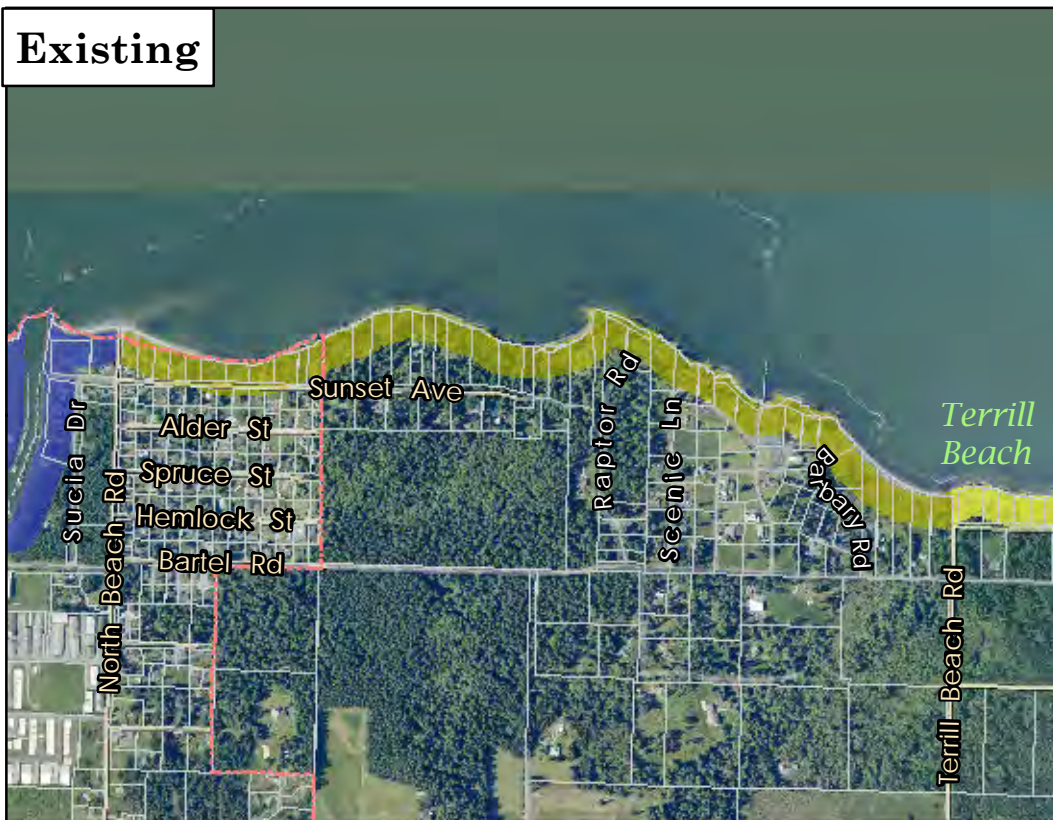 Existing
Sunset Ave
Raptor Rd
Alder St
Sucia Dr
Spruce St
Hemlock St
Bartel Rd
North Beach Rd
Scenic Ln
Barbary Rd
Terrill
Beach
Terrill Beach Rd